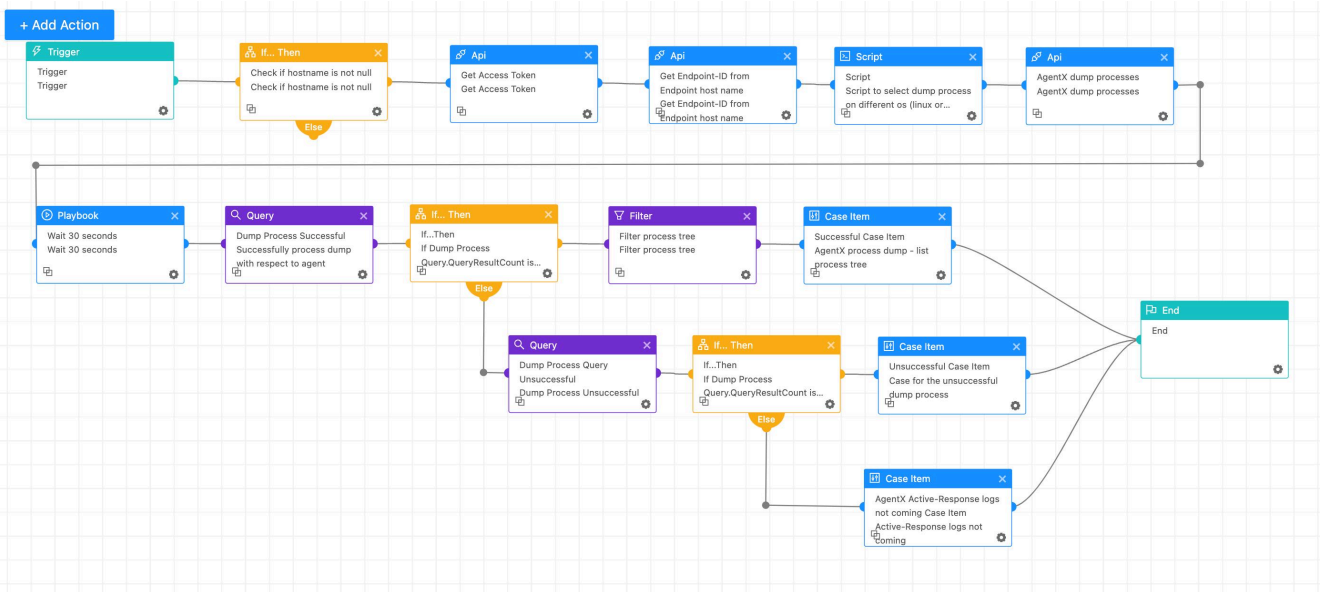 + Add Action
Trigger
Trigger
Trigger
If... Then
Check if hostname is not null
Check if hostname is not null
Else
Api
Get Access Token
Get Access Token
Api
Get Endpoint-ID from
Endpoint host name
Get Endpoint-ID from
Endpoint host name
Script
Script
Script to select dump process
on different os (linux or...
Api
AgentX dump processes
AgentX dump processes
Playbook
Wait 30 seconds
Wait 30 seconds
Query
Dump Process Successful
Successfully process dump
with respect to agent
If... Then
If...Then
If Dump Process
Query.QueryResultCount is...
Else
Filter
Filter process tree
Filter process tree
Case Item
Successful Case Item
AgentX process dump - list
process tree
End
End
Query
Dump Process Query
Unsuccessful
Dump Process Unsuccessful
If... Then
If...Then
If Dump Process
Query.QueryResultCount is...
Else
Case Item
Unsuccessful Case Item
Case for the unsuccessful
dump process
Case Item
AgentX Active-Response logs
not coming Case Item
Active-Response logs not
coming